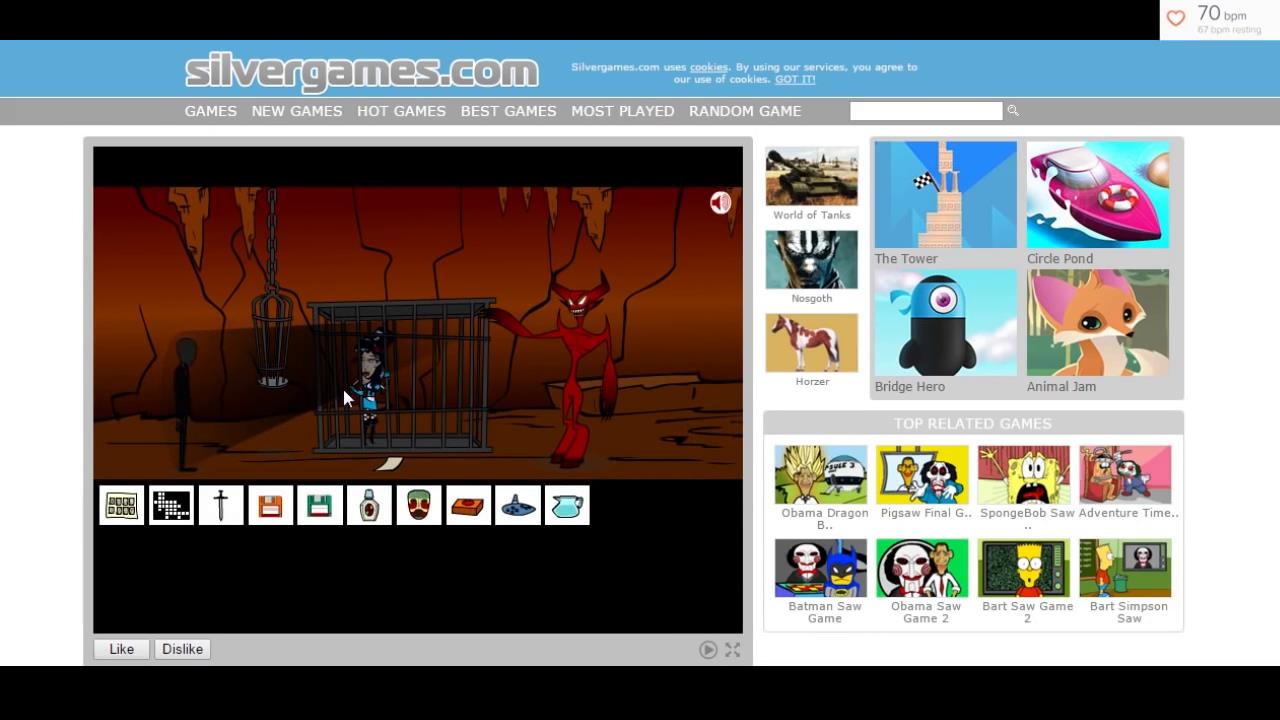 70 bpm
67 bpm resting
silvergames.com
Silvergames.com uses cookies. By using our services, you agree to
our use of cookies. GOT IT!
GAMES NEW GAMES HOT GAMES BEST GAMES MOST PLAYED RANDOM GAME
World of Tanks
Nosgoth
Horzer
The Tower
Circle Pond
Bridge Hero
Animal Jam
TOP RELATED GAMES
Obama Dragon
B..
Pigsaw Final G..
SpongeBob Saw
..
Adventure Time..
Batman Saw
Game
Obama Saw
Game 2
Bart Saw Game
2
Bart Simpson
Saw
Like
Dislike